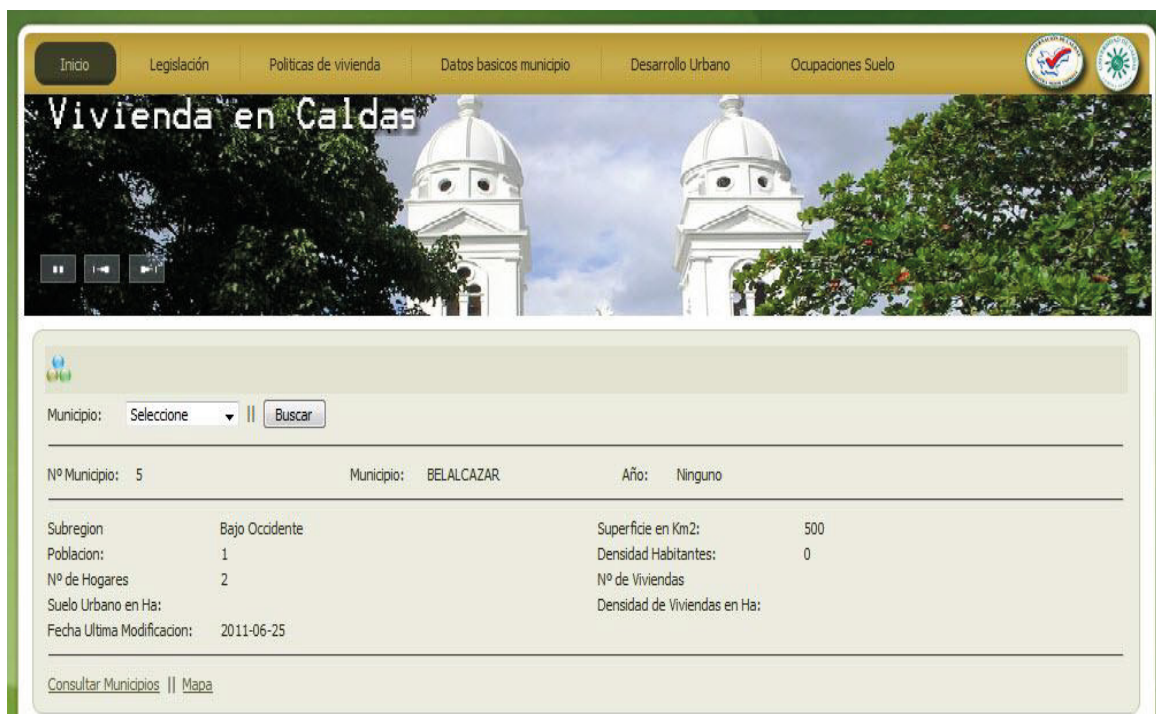 Inicio Legislación Politicas de vivienda Datos basicos municipio Desarrollo Urbano Ocupaciones Suelo
Vivienda en Caldas
Municipio: Seleccione || Buscar
Nº Municipio: 5 Municipio: BELALCAZAR Año: Ninguno
Subregion Bajo Occidente Superficie en Km2: 500
Poblacion: 1 Densidad Habitantes: 0
Nº de Hogares 2 Nº de Viviendas
Suelo Urbano en Ha: Densidad de Viviendas en Ha:
Fecha Ultima Modificacion: 2011-06-25
Consultar Municipios || Mapa